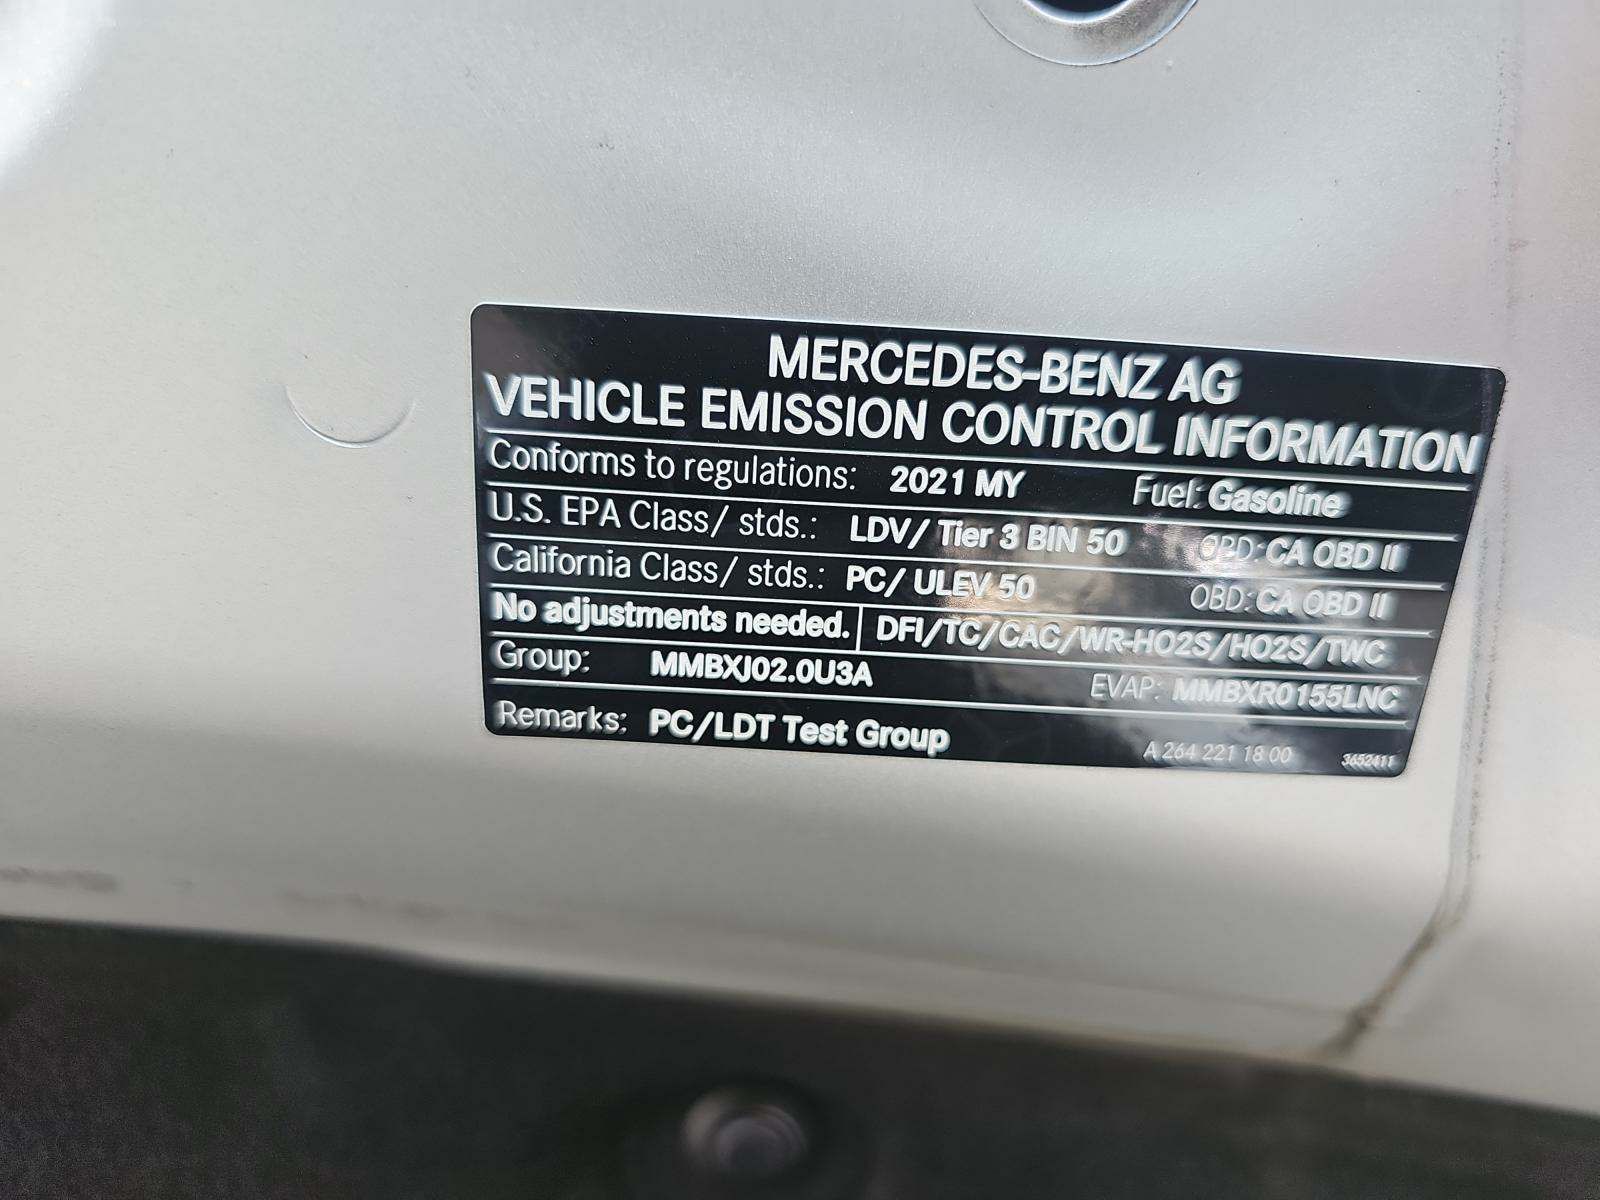 MERCEDES-BENZ AG
VEHICLE EMISSION CONTROL INFORMATION
Conforms to regulations: 2021 MY Fuel: Gasoline
U.S. EPA Class/ stds.: LDV/ Tier 3 BIN 50 OBD: CA OBD II
California Class/ stds.: PC/ ULEV 50 OBD: CA OBD II
No adjustments needed. DFI/TC/CAC/WR-HO2S/HO2S/TWC
Group: MMBXJ02.0U3A EVAP: MMBXR0155LNC
Remarks: PC/LDT Test Group A 264 221 18 00 3652411